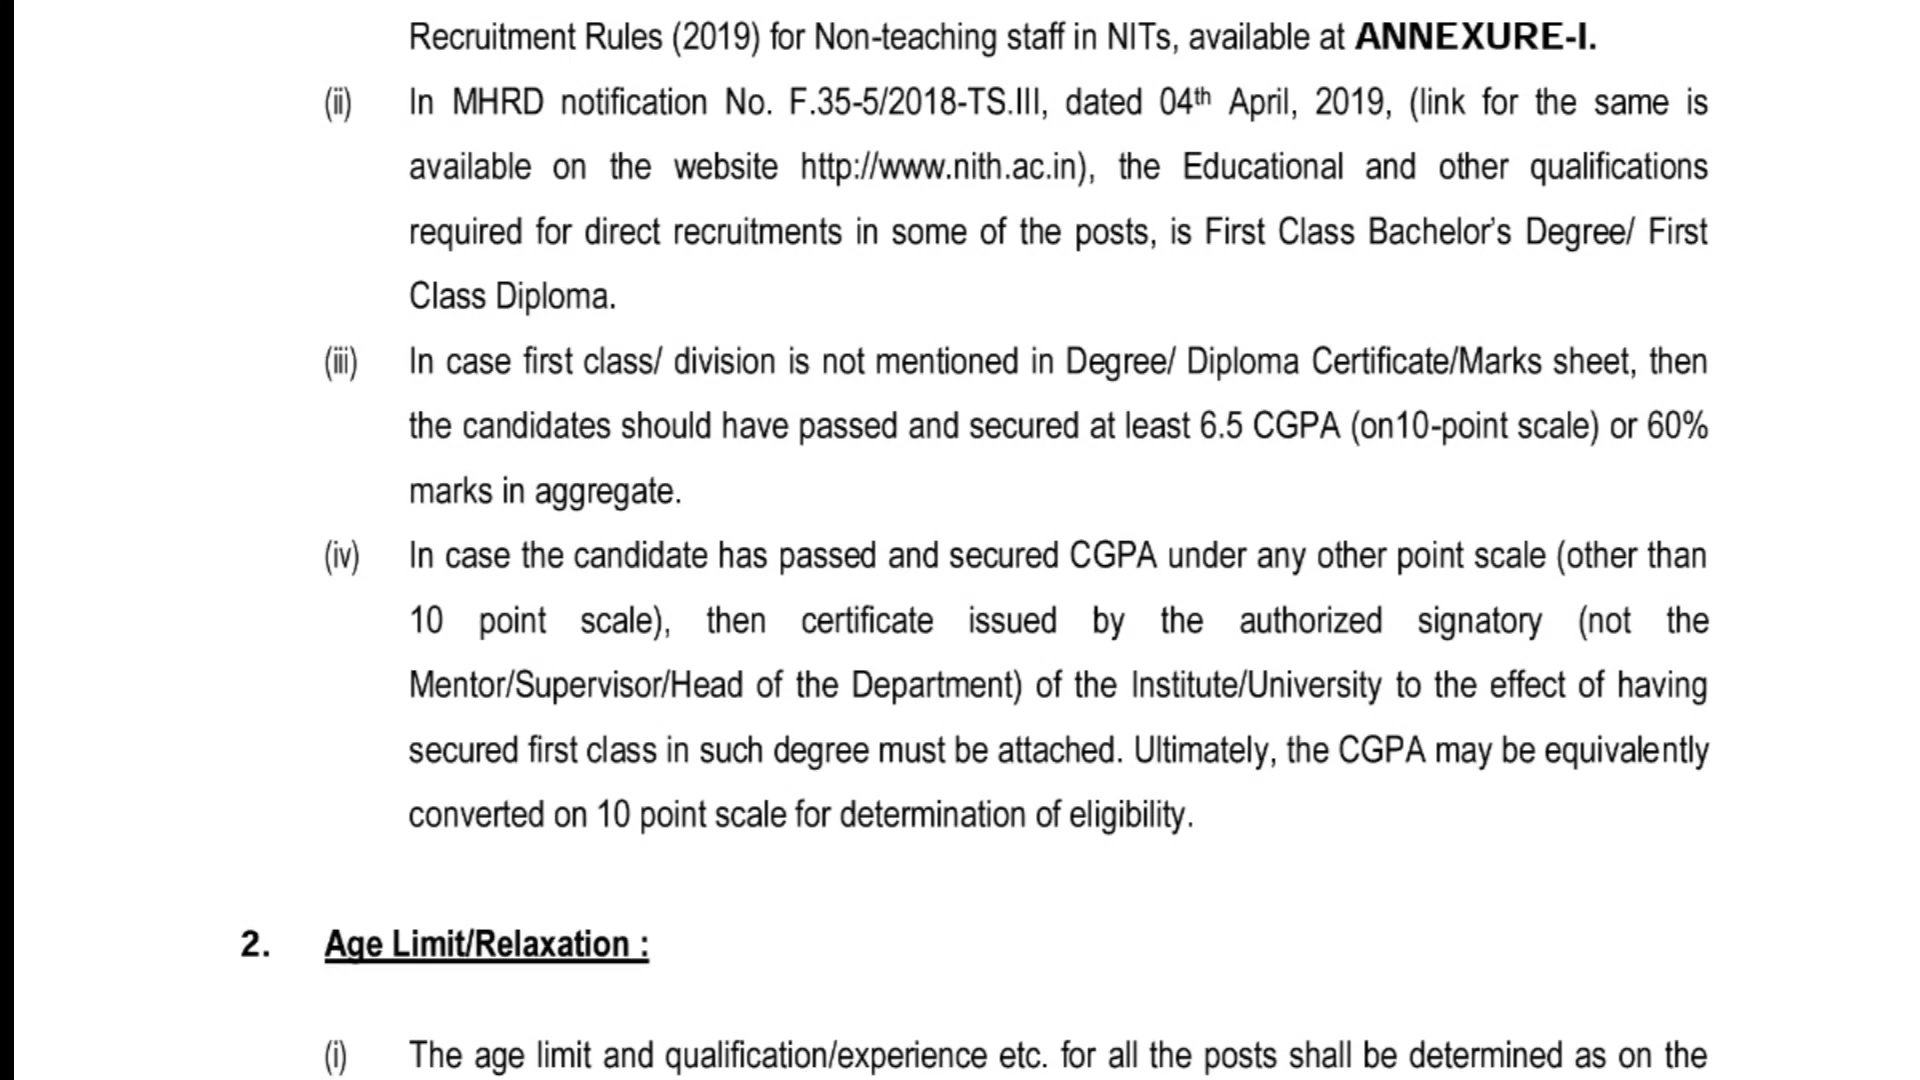 Recruitment Rules (2019) for Non-teaching staff in NITs, available at ANNEXURE-I.
(ii) In MHRD notification No. F.35-5/2018-TS.III, dated 04th April, 2019, (link for the same is
available on the website http://www.nith.ac.in), the Educational and other qualifications
required for direct recruitments in some of the posts, is First Class Bachelor’s Degree/ First
Class Diploma.
(iii) In case first class/ division is not mentioned in Degree/ Diploma Certificate/Marks sheet, then
the candidates should have passed and secured at least 6.5 CGPA (on10-point scale) or 60%
marks in aggregate.
(iv) In case the candidate has passed and secured CGPA under any other point scale (other than
10 point scale), then certificate issued by the authorized signatory (not the
Mentor/Supervisor/Head of the Department) of the Institute/University to the effect of having
secured first class in such degree must be attached. Ultimately, the CGPA may be equivalently
converted on 10 point scale for determination of eligibility.
2. Age Limit/Relaxation :
(i) The age limit and qualification/experience etc. for all the posts shall be determined as on the